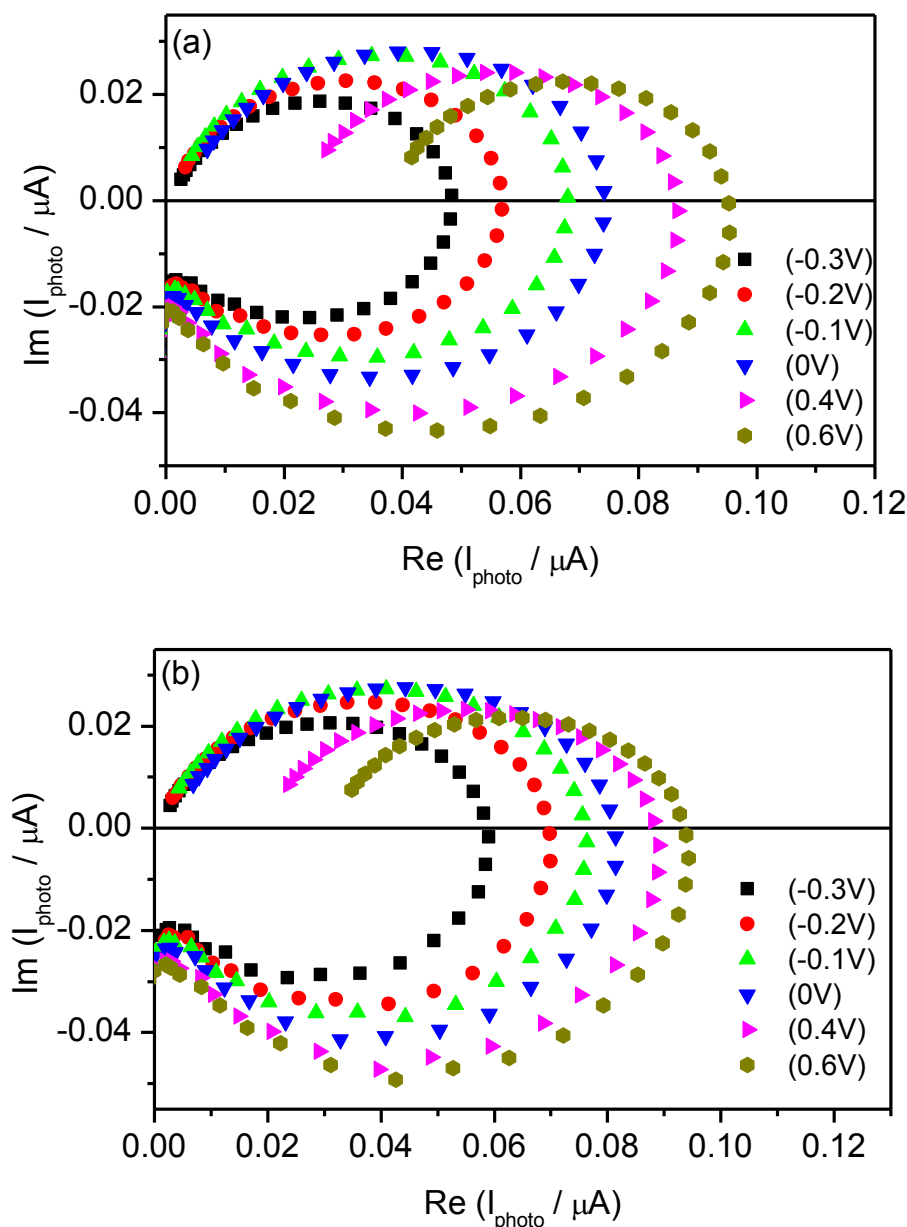 (a)
0.02
0.00
-0.02
-0.04
Im (I_photo / μA)
(-0.3V)
(-0.2V)
(-0.1V)
(0V)
(0.4V)
(0.6V)
0.00 0.02 0.04 0.06 0.08 0.10 0.12
Re (I_photo / μA)
(b)
0.02
0.00
-0.02
-0.04
Im (I_photo / μA)
(-0.3V)
(-0.2V)
(-0.1V)
(0V)
(0.4V)
(0.6V)
0.00 0.02 0.04 0.06 0.08 0.10 0.12
Re (I_photo / μA)